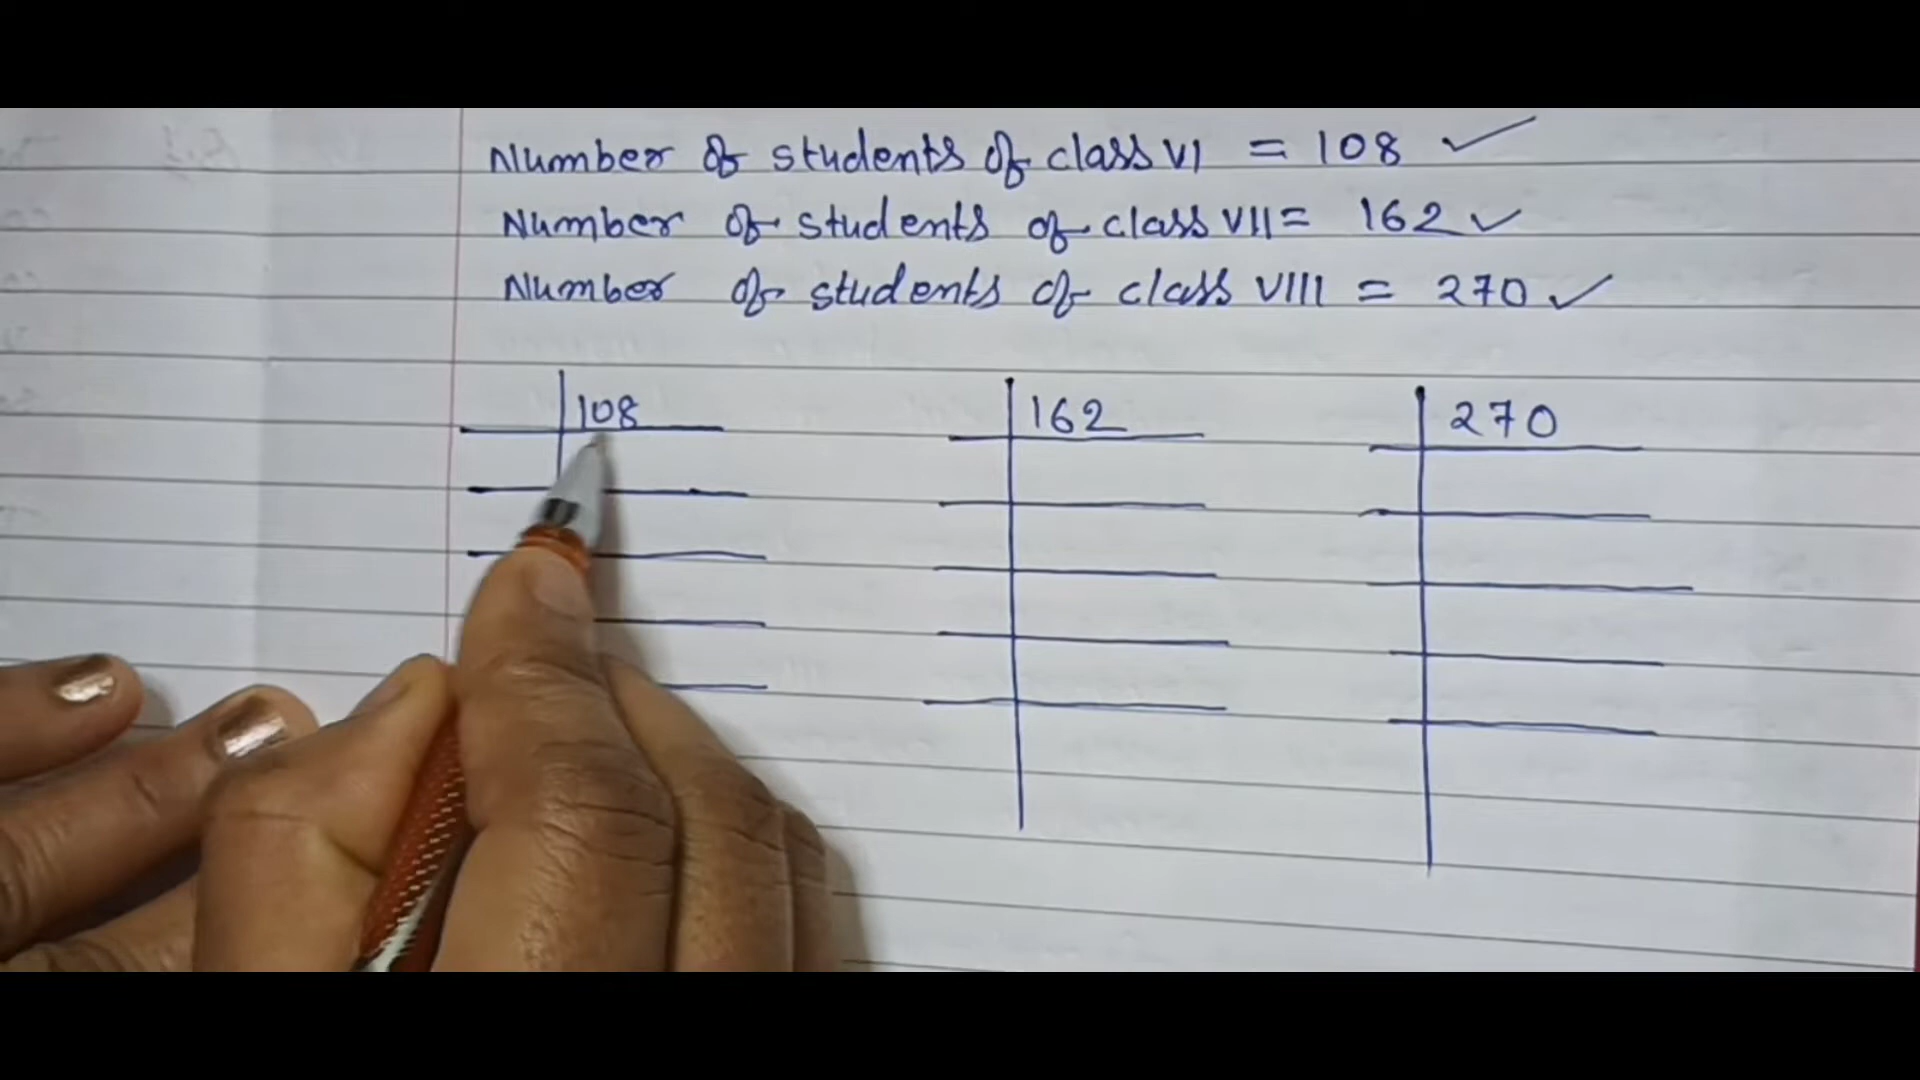 Number of students of class VI = 108
Number of students of class VII = 162
Number of students of class VIII = 270
108 162 270